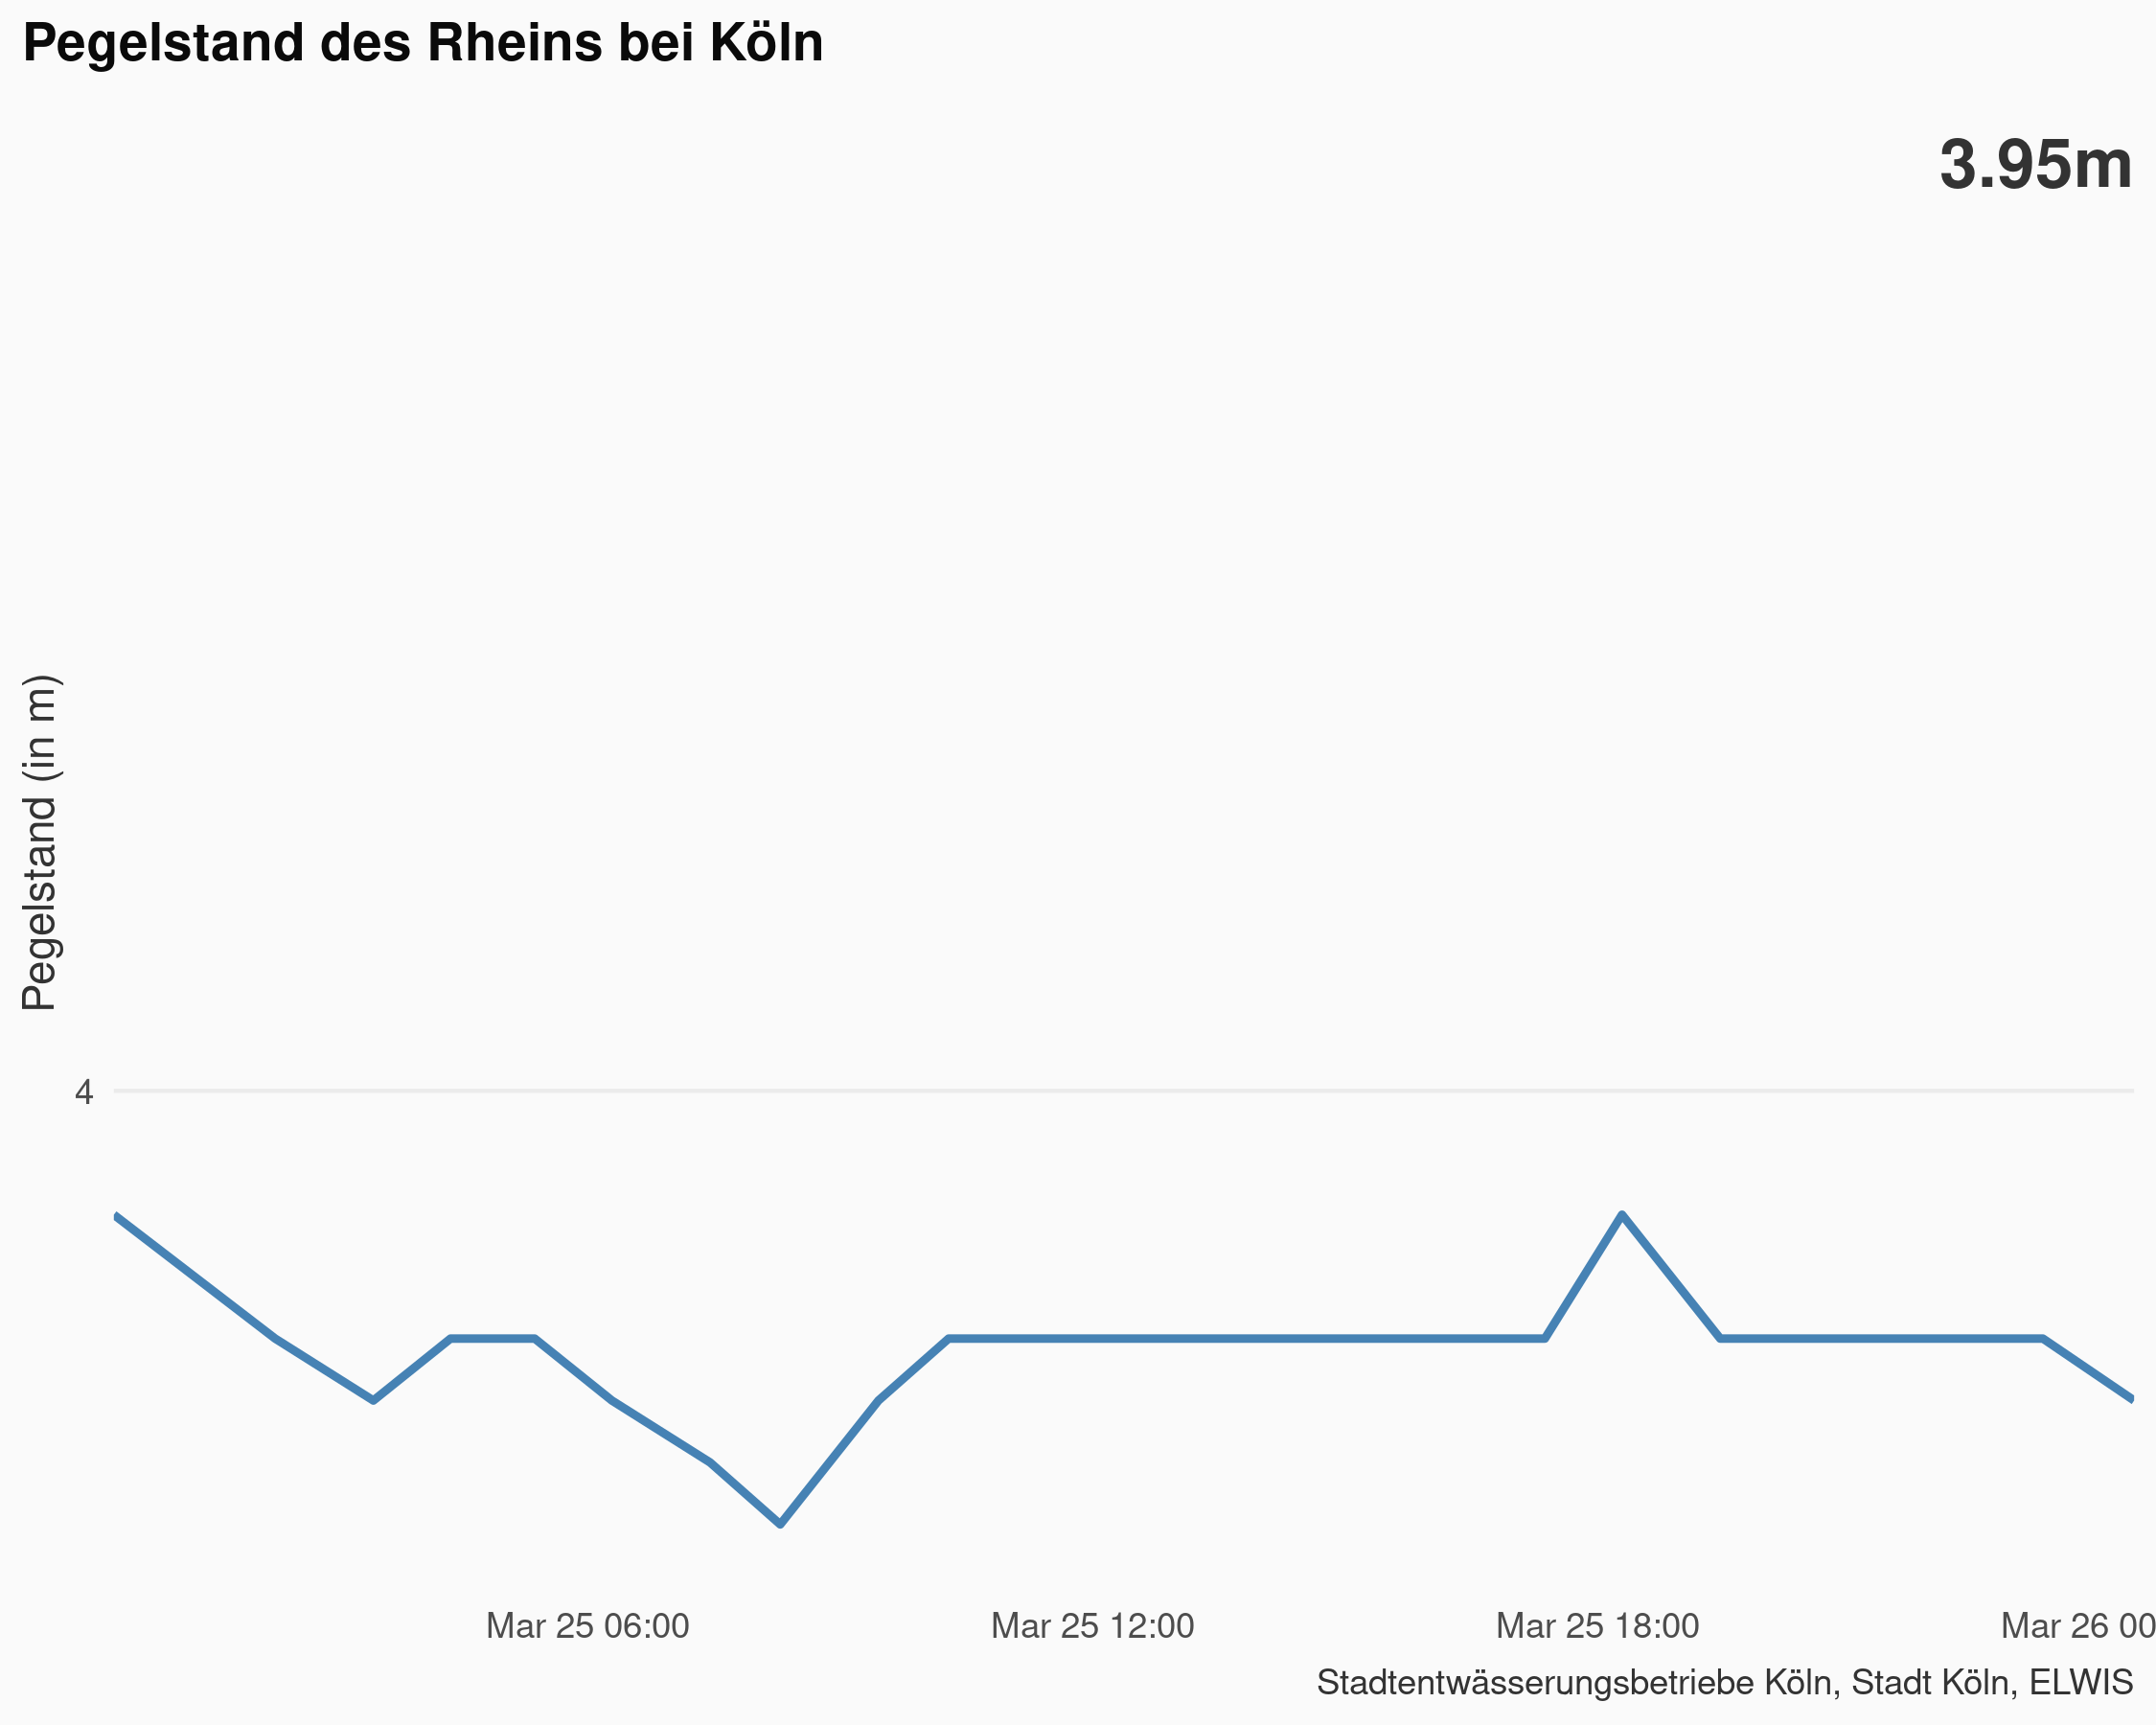 Pegelstand des Rheins bei Köln
3.95m
Pegelstand (in m)
4
Mar 25 06:00
Mar 25 12:00
Mar 25 18:00
Mar 26 00
Stadtentwässerungsbetriebe Köln, Stadt Köln, ELWIS